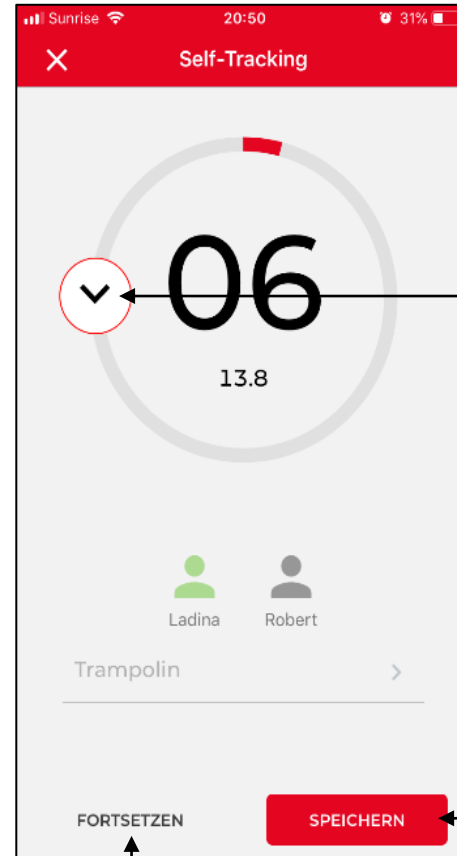 Sunrise 20:50 31%
Self-Tracking
06
13.8
Ladina Robert
Trampolin
FORTSETZEN SPEICHERN